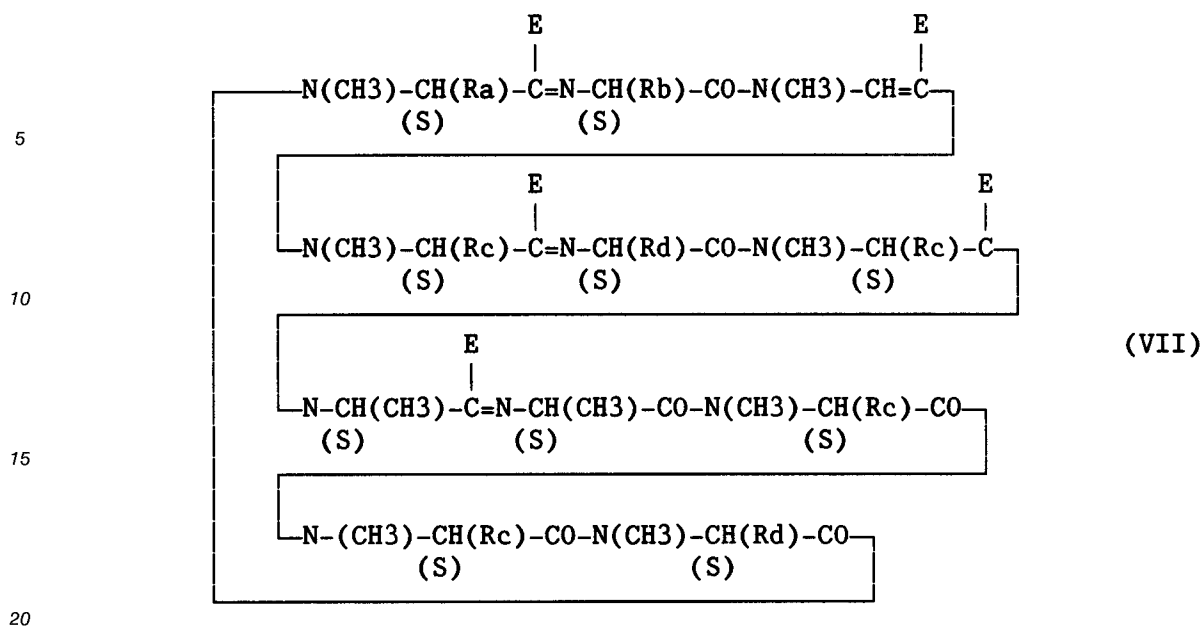 E E
N(CH3)-CH(Ra)-C=N-CH(Rb)-CO-N(CH3)-CH=C
(S) (S)
5
E E
N(CH3)-CH(Rc)-C=N-CH(Rd)-CO-N(CH3)-CH(Rc)-C
(S) (S) (S)
10
E
(VII)
N-CH(CH3)-C=N-CH(CH3)-CO-N(CH3)-CH(Rc)-CO
(S) (S) (S)
15
N-(CH3)-CH(Rc)-CO-N(CH3)-CH(Rd)-CO
(S) (S)
20